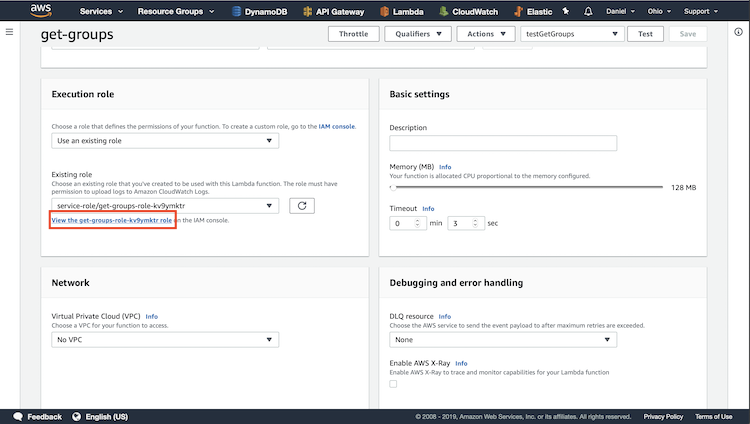 aws Services Resource Groups DynamoDB API Gateway Lambda CloudWatch Elastic Daniel Ohio Support
get-groups Throttle Qualifiers Actions testGetGroups Test Save
Execution role
Choose a role that defines the permissions of your function. To create a custom role, go to the IAM console.
Use an existing role
Existing role
Choose an existing role that you've created to be used with this Lambda function. The role must have
permission to upload logs to Amazon CloudWatch Logs.
service-role/get-groups-role-kv9ymktr
View the get-groups-role-kv9ymktr role on the IAM console.
Basic settings
Description
Memory (MB) Info
Your function is allocated CPU proportional to the memory configured.
128 MB
Timeout Info
0 min 3 sec
Network
Virtual Private Cloud (VPC) Info
Choose a VPC for your function to access.
No VPC
Debugging and error handling
DLQ resource Info
Choose the AWS service to send the event payload to after maximum retries are exceeded.
None
Enable AWS X-Ray Info
Enable AWS X-Ray to trace and monitor capabilities for your Lambda function
Feedback English (US) © 2008 - 2019, Amazon Web Services, Inc. or its affiliates. All rights reserved. Privacy Policy Terms of Use